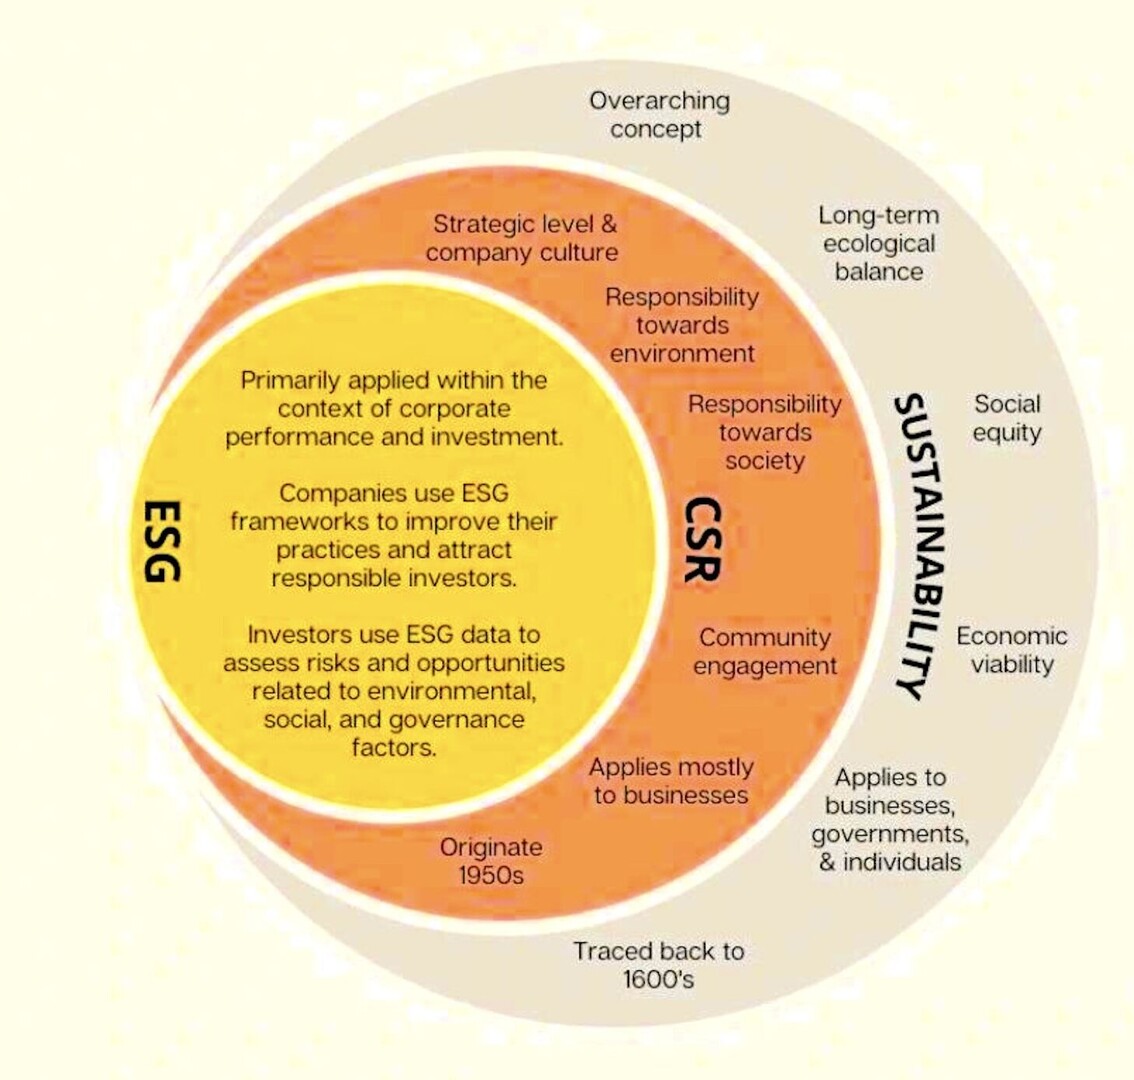 Overarching
concept
Long-term
ecological
balance
SUSTAINABILITY
Social
equity
Economic
viability
Applies to
businesses,
governments,
& individuals
Traced back to
1600's
Strategic level &
company culture
Responsibility
towards
environment
Responsibility
towards
society
CSR
Community
engagement
Applies mostly
to businesses
Originate
1950s
ESG
Primarily applied within the
context of corporate
performance and investment.
Companies use ESG
frameworks to improve their
practices and attract
responsible investors.
Investors use ESG data to
assess risks and opportunities
related to environmental,
social, and governance
factors.